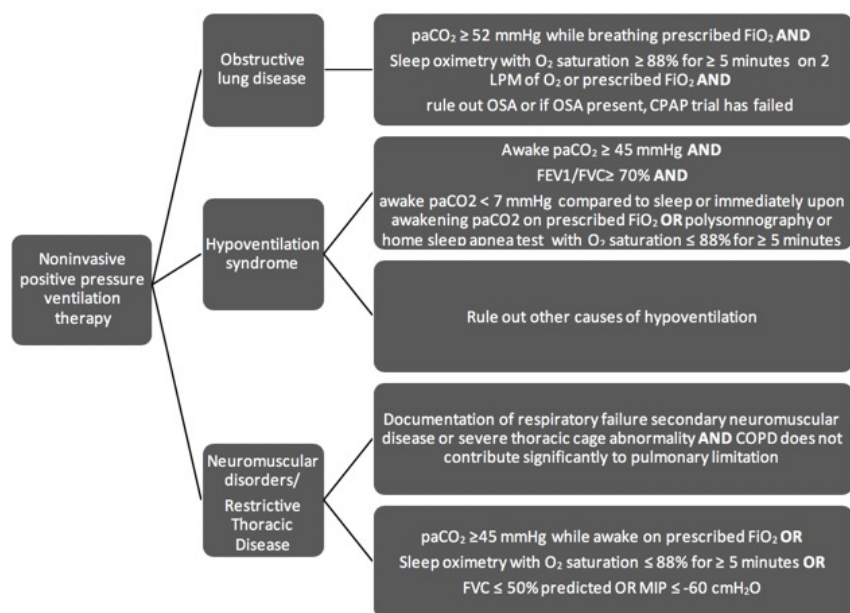 Noninvasive
positive pressure
ventilation
therapy
Obstructive
lung disease
paCO₂ ≥ 52 mmHg while breathing prescribed FiO₂ AND
Sleep oximetry with O₂ saturation ≥ 88% for ≥ 5 minutes on 2
LPM of O₂ or prescribed FiO₂ AND
rule out OSA or if OSA present, CPAP trial has failed
Hypoventilation
syndrome
Awake paCO₂ ≥ 45 mmHg AND
FEV1/FVC≥ 70% AND
awake paCO2 < 7 mmHg compared to sleep or immediately upon
awakening paCO2 on prescribed FiO₂ OR polysomnography or
home sleep apnea test with O₂ saturation ≤ 88% for ≥ 5 minutes
Rule out other causes of hypoventilation
Neuromuscular
disorders/
Restrictive
Thoracic
Disease
Documentation of respiratory failure secondary neuromuscular
disease or severe thoracic cage abnormality AND COPD does not
contribute significantly to pulmonary limitation
paCO₂ ≥45 mmHg while awake on prescribed FiO₂ OR
Sleep oximetry with O₂ saturation ≤ 88% for ≥ 5 minutes OR
FVC ≤ 50% predicted OR MIP ≤ -60 cmH₂O